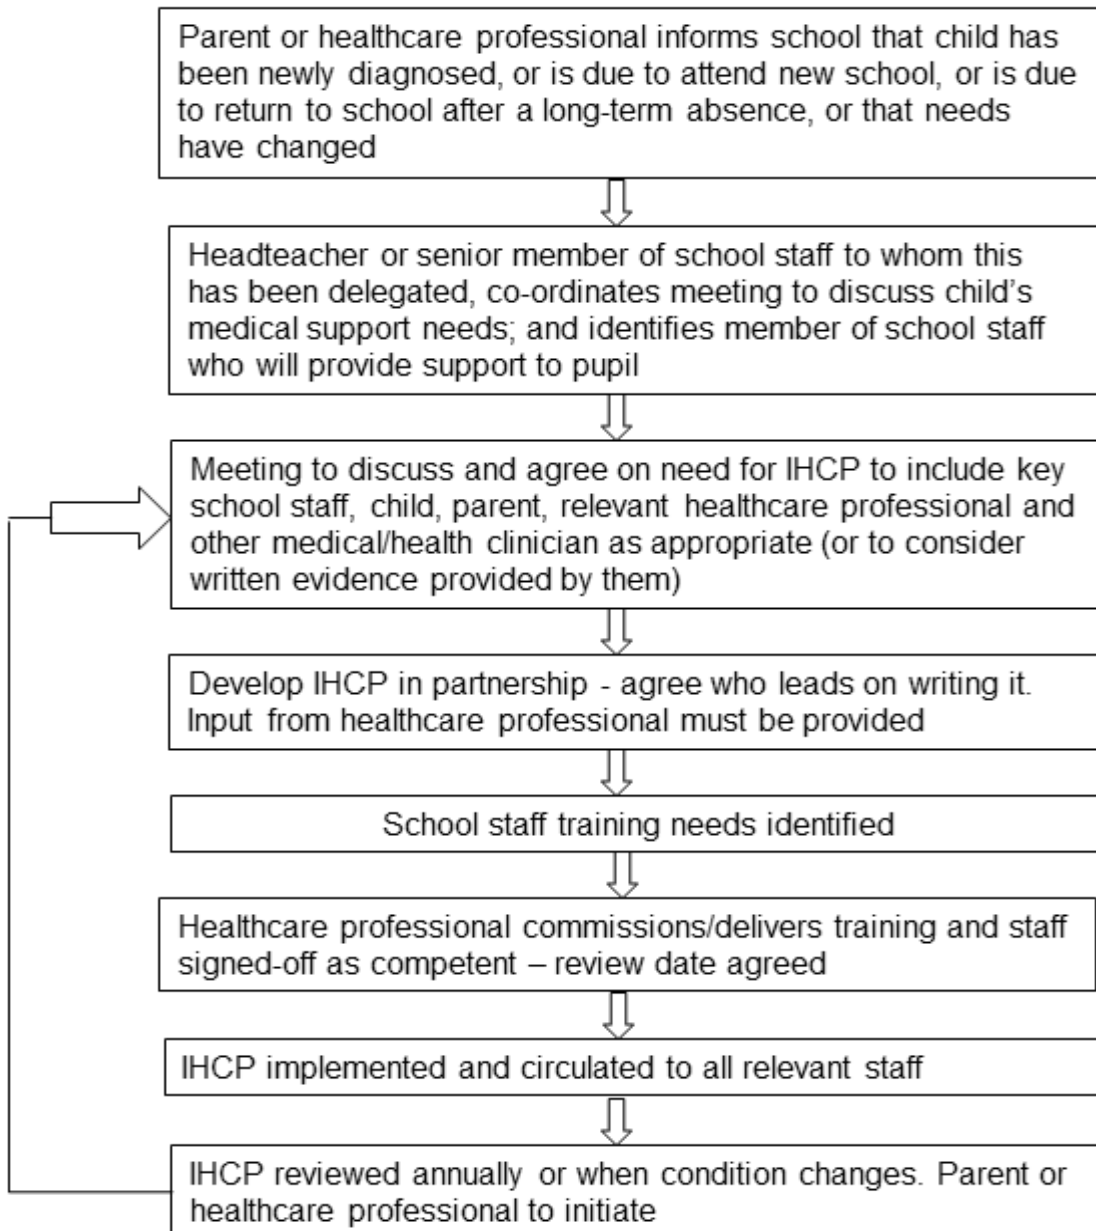 Parent or healthcare professional informs school that child has
been newly diagnosed, or is due to attend new school, or is due
to return to school after a long-term absence, or that needs
have changed
Headteacher or senior member of school staff to whom this
has been delegated, co-ordinates meeting to discuss child's
medical support needs; and identifies member of school staff
who will provide support to pupil
Meeting to discuss and agree on need for IHCP to include key
school staff, child, parent, relevant healthcare professional and
other medical/health clinician as appropriate (or to consider
written evidence provided by them)
Develop IHCP in partnership - agree who leads on writing it.
Input from healthcare professional must be provided
School staff training needs identified
Healthcare professional commissions/delivers training and staff
signed-off as competent – review date agreed
IHCP implemented and circulated to all relevant staff
IHCP reviewed annually or when condition changes. Parent or
healthcare professional to initiate